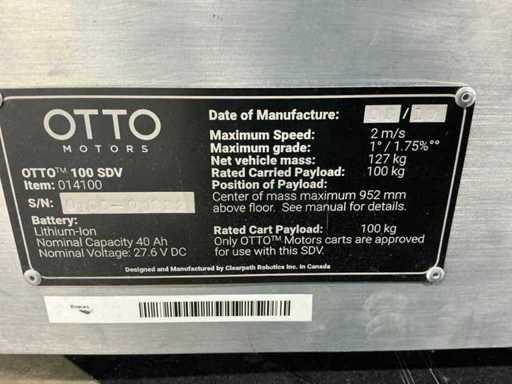 OTTO
MOTORS
OTTO™ 100 SDV
Item: 014100
S/N:
Battery:
Lithium-Ion
Nominal Capacity 40 Ah
Nominal Voltage: 27.6 V DC
Date of Manufacture:
Maximum Speed: 2 m/s
Maximum grade: 1° / 1.75%°°
Net vehicle mass: 127 kg
Rated Carried Payload: 100 kg
Position of Payload:
Center of mass maximum 952 mm
above floor. See manual for details.
Rated Cart Payload: 100 kg
Only OTTO™ Motors carts are approved
for use with this SDV.
Designed and Manufactured by Clearpath Robotics Inc. in Canada